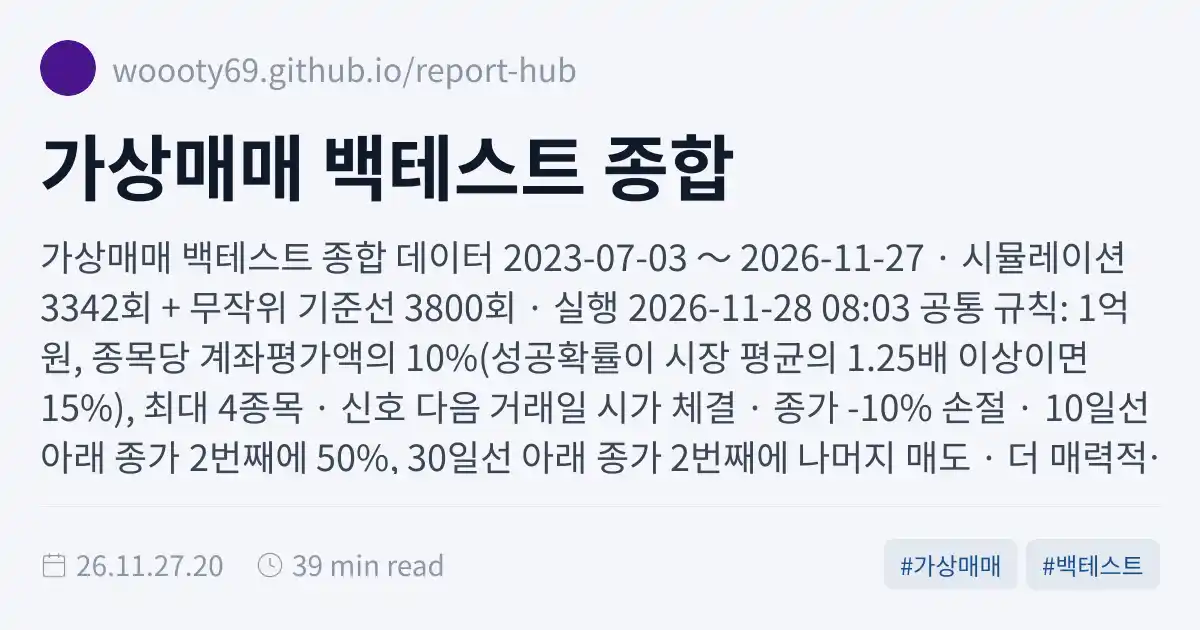 woooty69.github.io/report-hub
가상매매 백테스트 종합
가상매매 백테스트 종합 데이터 2023-07-03 ～ 2026-11-27 · 시뮬레이션
3342회 + 무작위 기준선 3800회 · 실행 2026-11-28 08:03 공통 규칙: 1억
원, 종목당 계좌평가액의 10%(성공확률이 시장 평균의 1.25배 이상이면
15%), 최대 4종목 · 신호 다음 거래일 시가 체결 · 종가 -10% 손절 · 10일선
아래 종가 2번째에 50%, 30일선 아래 종가 2번째에 나머지 매도 · 더 매력적·
26.11.27.20 39 min read #가상매매 #백테스트